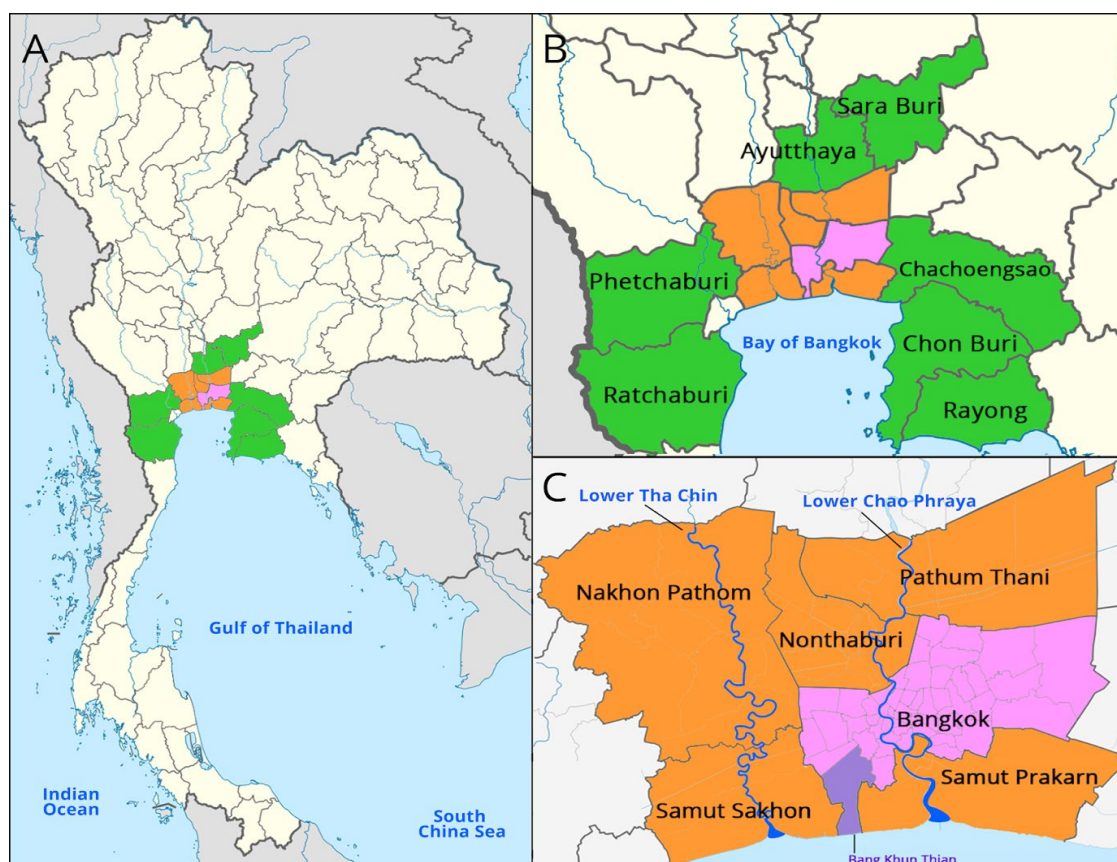 A
Gulf of Thailand
Indian
Ocean
South
China Sea
B
Sara Buri
Ayutthaya
Phetchaburi
Chachoengsao
Bay of Bangkok
Chon Buri
Ratchaburi
Rayong
C
Lower Tha Chin
Lower Chao Phraya
Nakhon Pathom
Pathum Thani
Nonthaburi
Bangkok
Samut Prakarn
Samut Sakhon
Bang Khun Thian